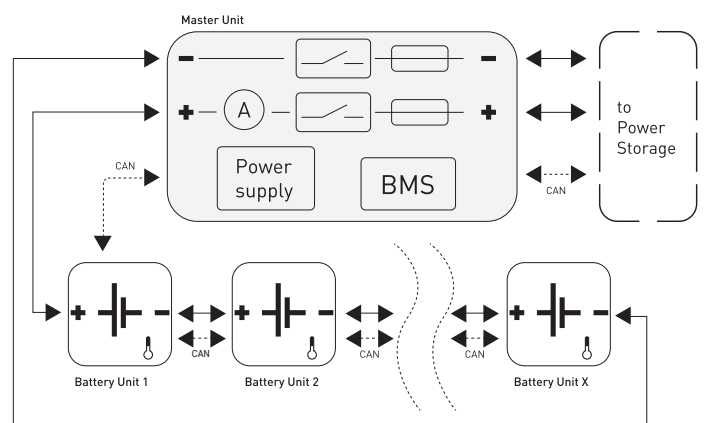 Master Unit
A
Power
supply
BMS
to
Power
Storage
CAN
CAN
CAN
CAN
CAN
Battery Unit 1
Battery Unit 2
Battery Unit X